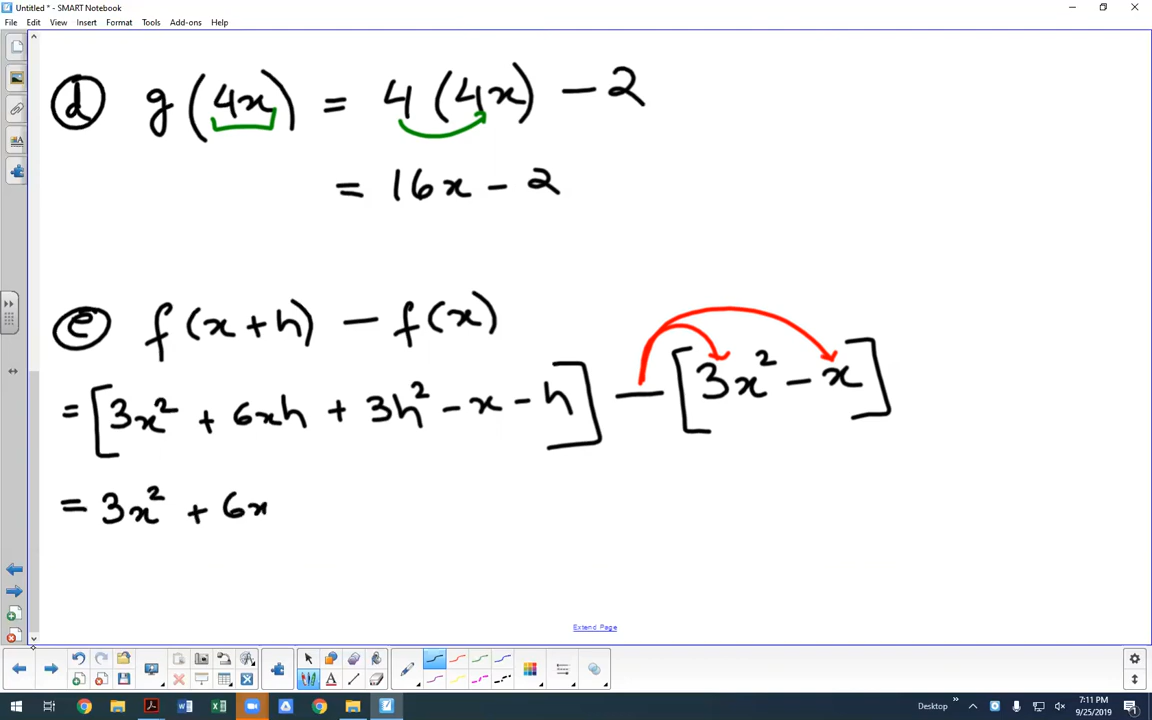 Untitled * - SMART Notebook
File Edit View Insert Format Tools Add-ons Help
d g(4x) = 4(4x) - 2
= 16x - 2
e f(x+h) - f(x)
= [3x² + 6xh + 3h² - x - h] - [3x² - x]
= 3x² + 6x
Extend Page
Desktop
7:11 PM
9/25/2019